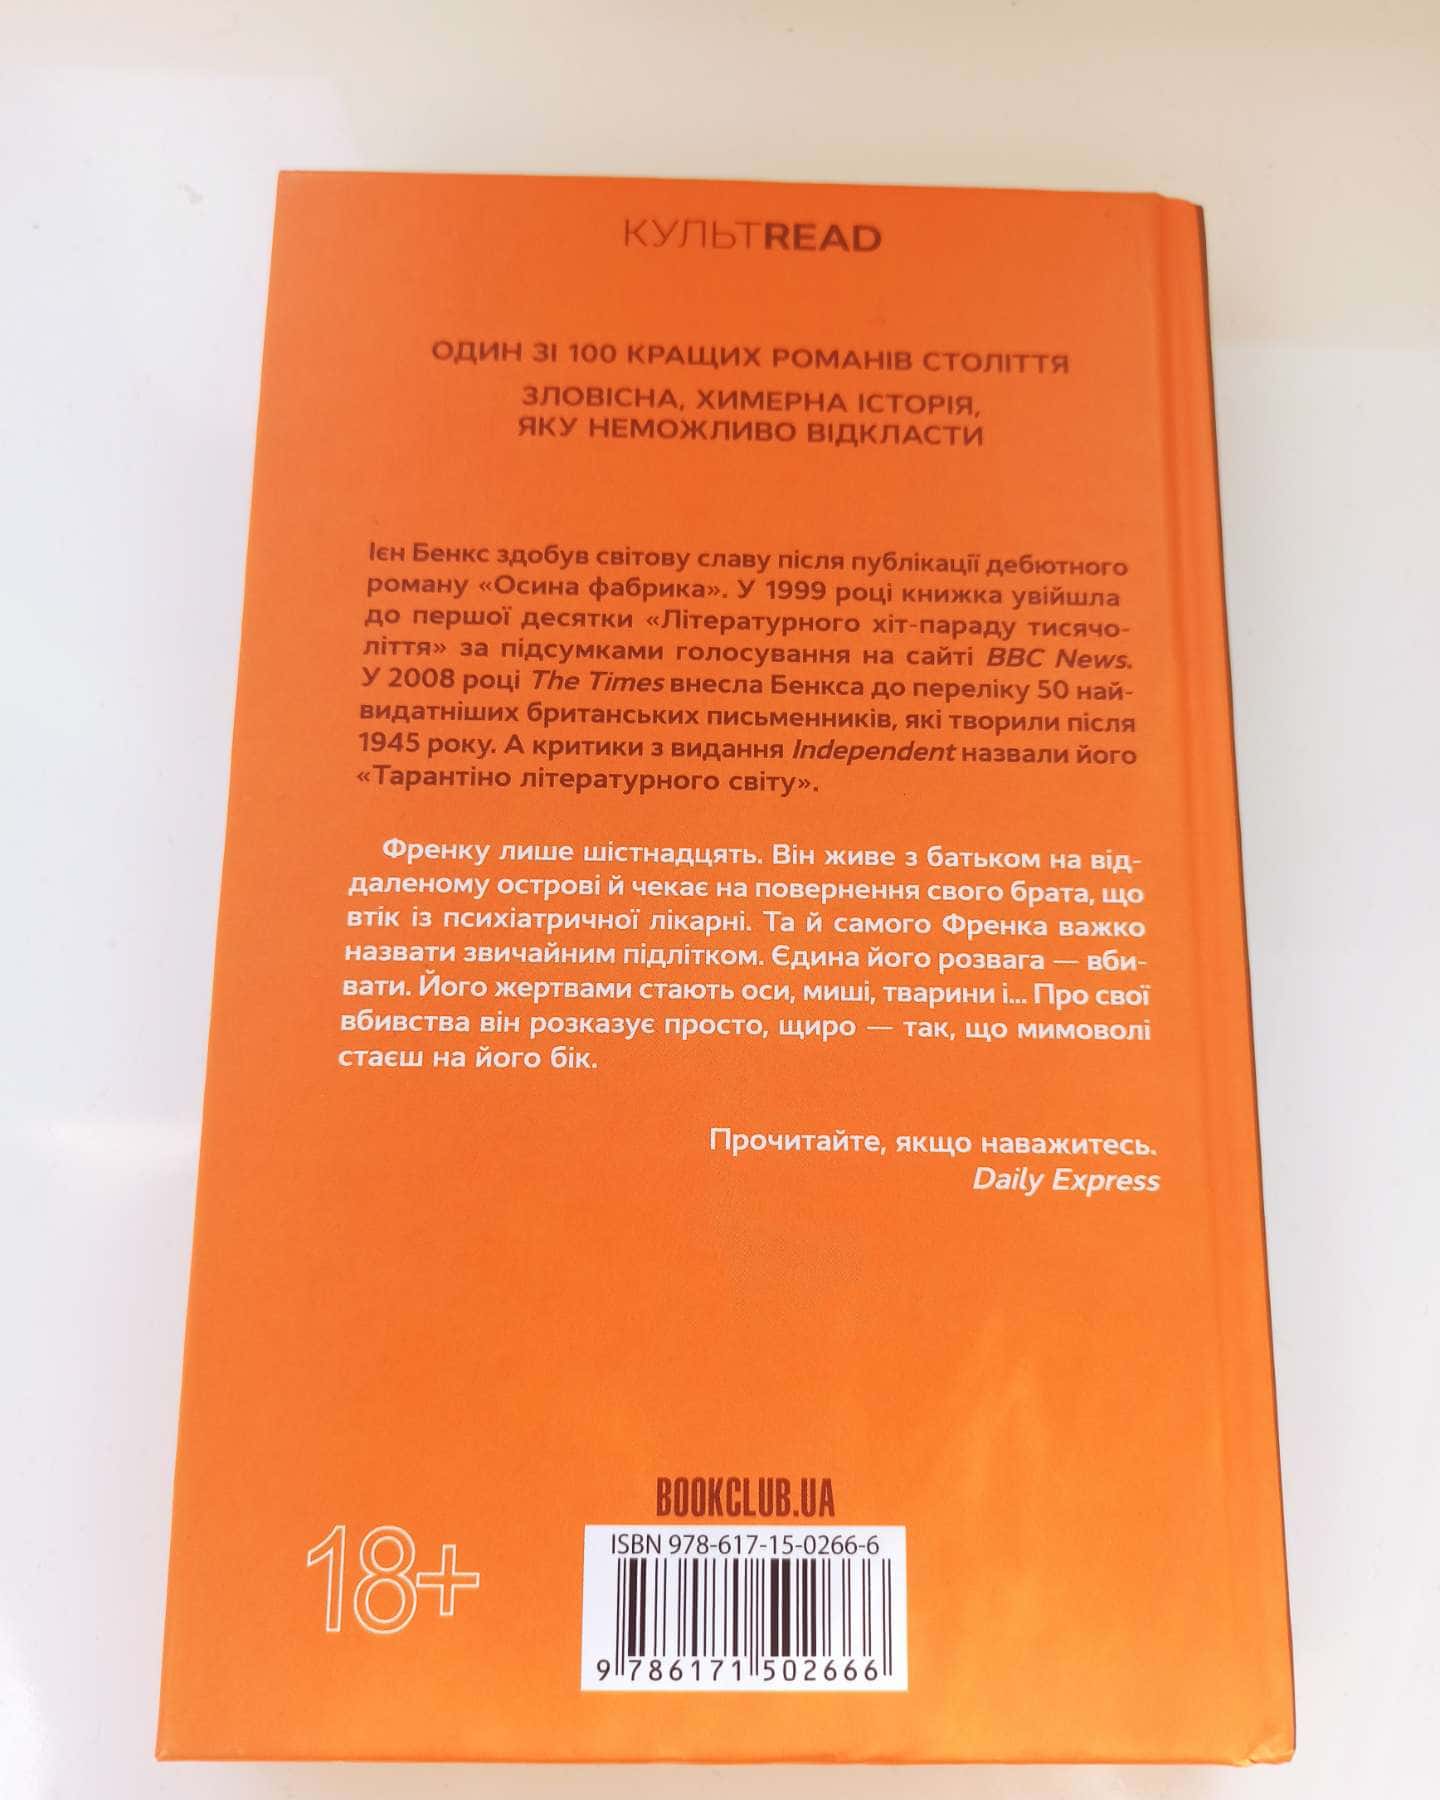 КУЛЬТREAD
ОДИН ЗІ 100 КРАЩИХ РОМАНІВ СТОЛІТТЯ
ЗЛОВІСНА, ХИМЕРНА ІСТОРІЯ,
ЯКУ НЕМОЖЛИВО ВІДКЛАСТИ
Ієн Бенкс здобув світову славу після публікації дебютного
роману «Осина фабрика». У 1999 році книжка увійшла
до першої десятки «Літературного хіт-параду тисячо-
ліття» за підсумками голосування на сайті BBC News.
У 2008 році The Times внесла Бенкса до переліку 50 най-
видатніших британських письменників, які творили після
1945 року. А критики з видання Independent назвали його
«Тарантіно літературного світу».
Френку лише шістнадцять. Він живе з батьком на від-
даленому острові й чекає на повернення свого брата, що
втік із психіатричної лікарні. Та й самого Френка важко
назвати звичайним підлітком. Єдина його розвага — вби-
вати. Його жертвами стають оси, миші, тварини і... Про свої
вбивства він розказує просто, щиро — так, що мимоволі
стаєш на його бік.
Прочитайте, якщо наважитесь.
Daily Express
BOOKCLUB.UA
18+
ISBN 978-617-15-0266-6
9 786171 502666